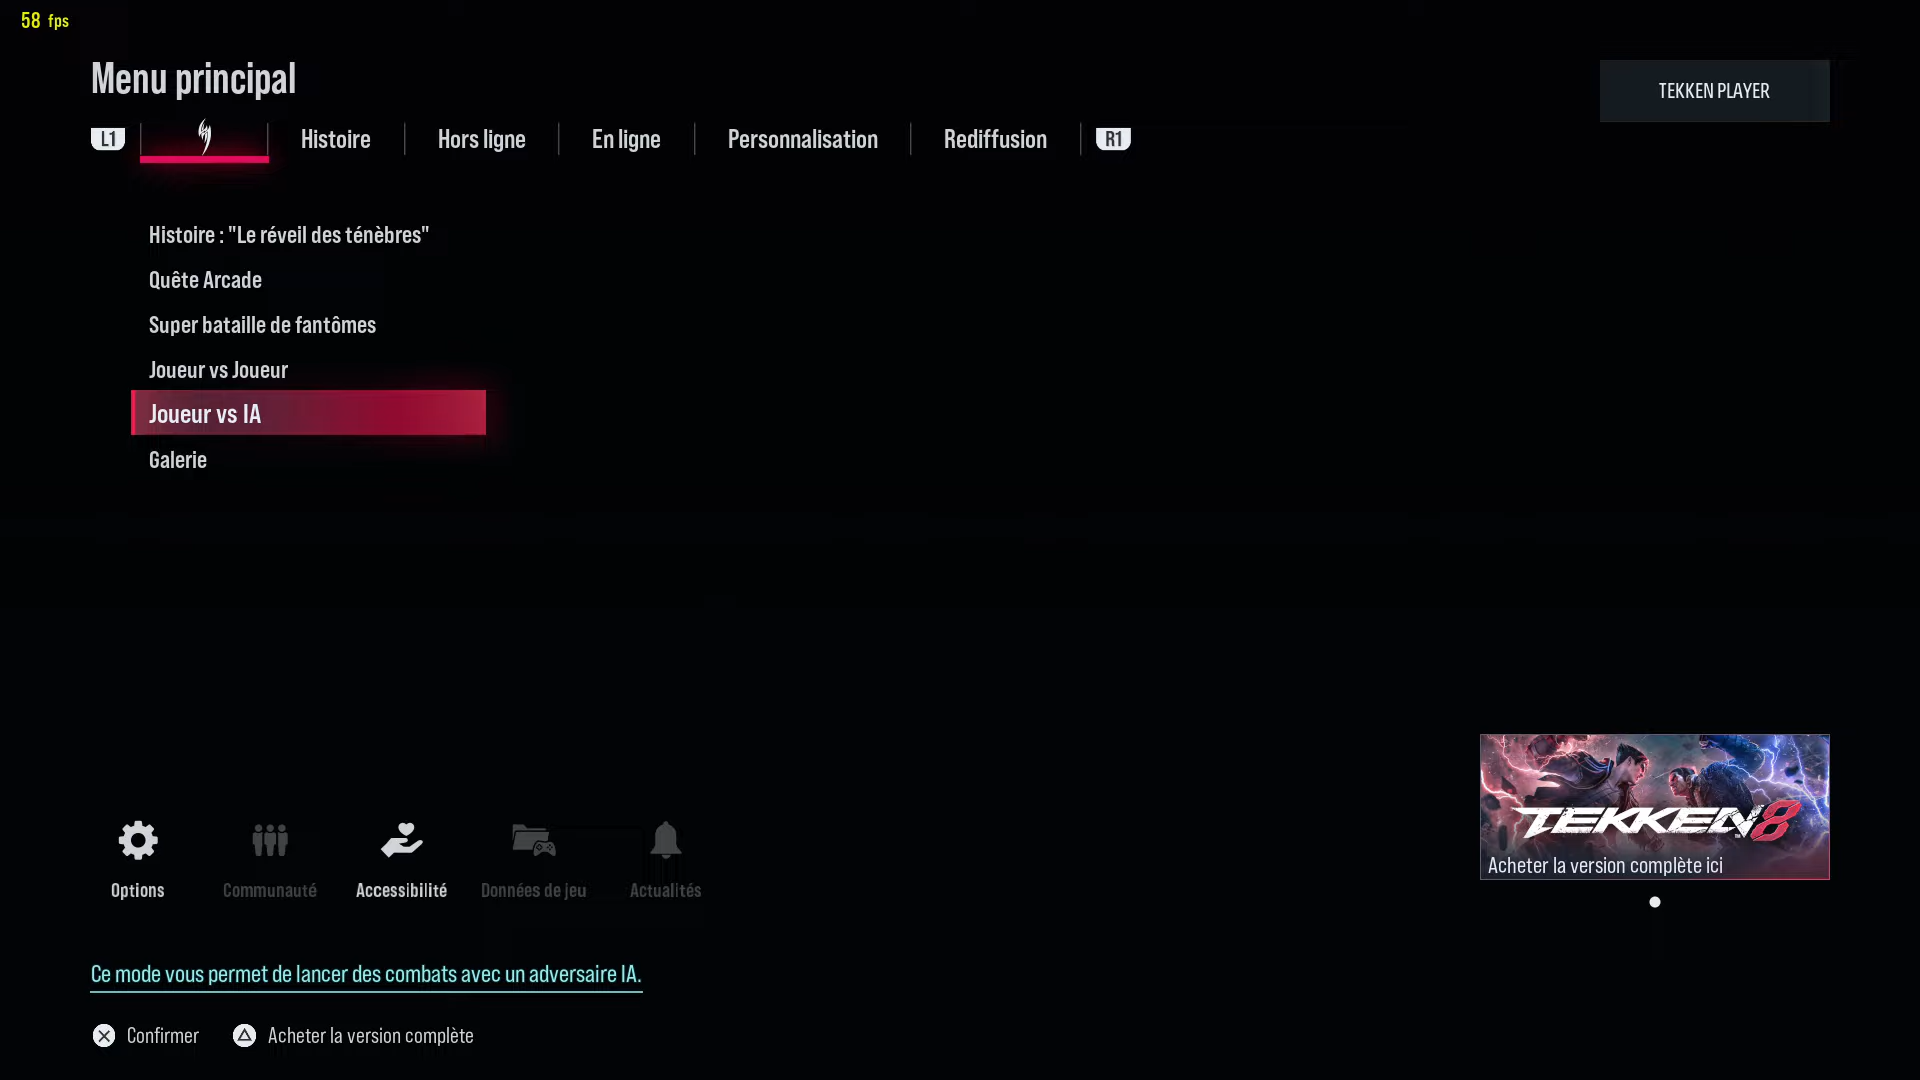 58 fps
Menu principal
TEKKEN PLAYER
L1
Histoire
Hors ligne
En ligne
Personnalisation
Rediffusion
R1
Histoire : "Le réveil des ténèbres"
Quête Arcade
Super bataille de fantômes
Joueur vs Joueur
Joueur vs IA
Galerie
TEKKEN 8
Acheter la version complète ici
Options
Communauté
Accessibilité
Données de jeu
Actualités
Ce mode vous permet de lancer des combats avec un adversaire IA.
Confirmer
Acheter la version complète